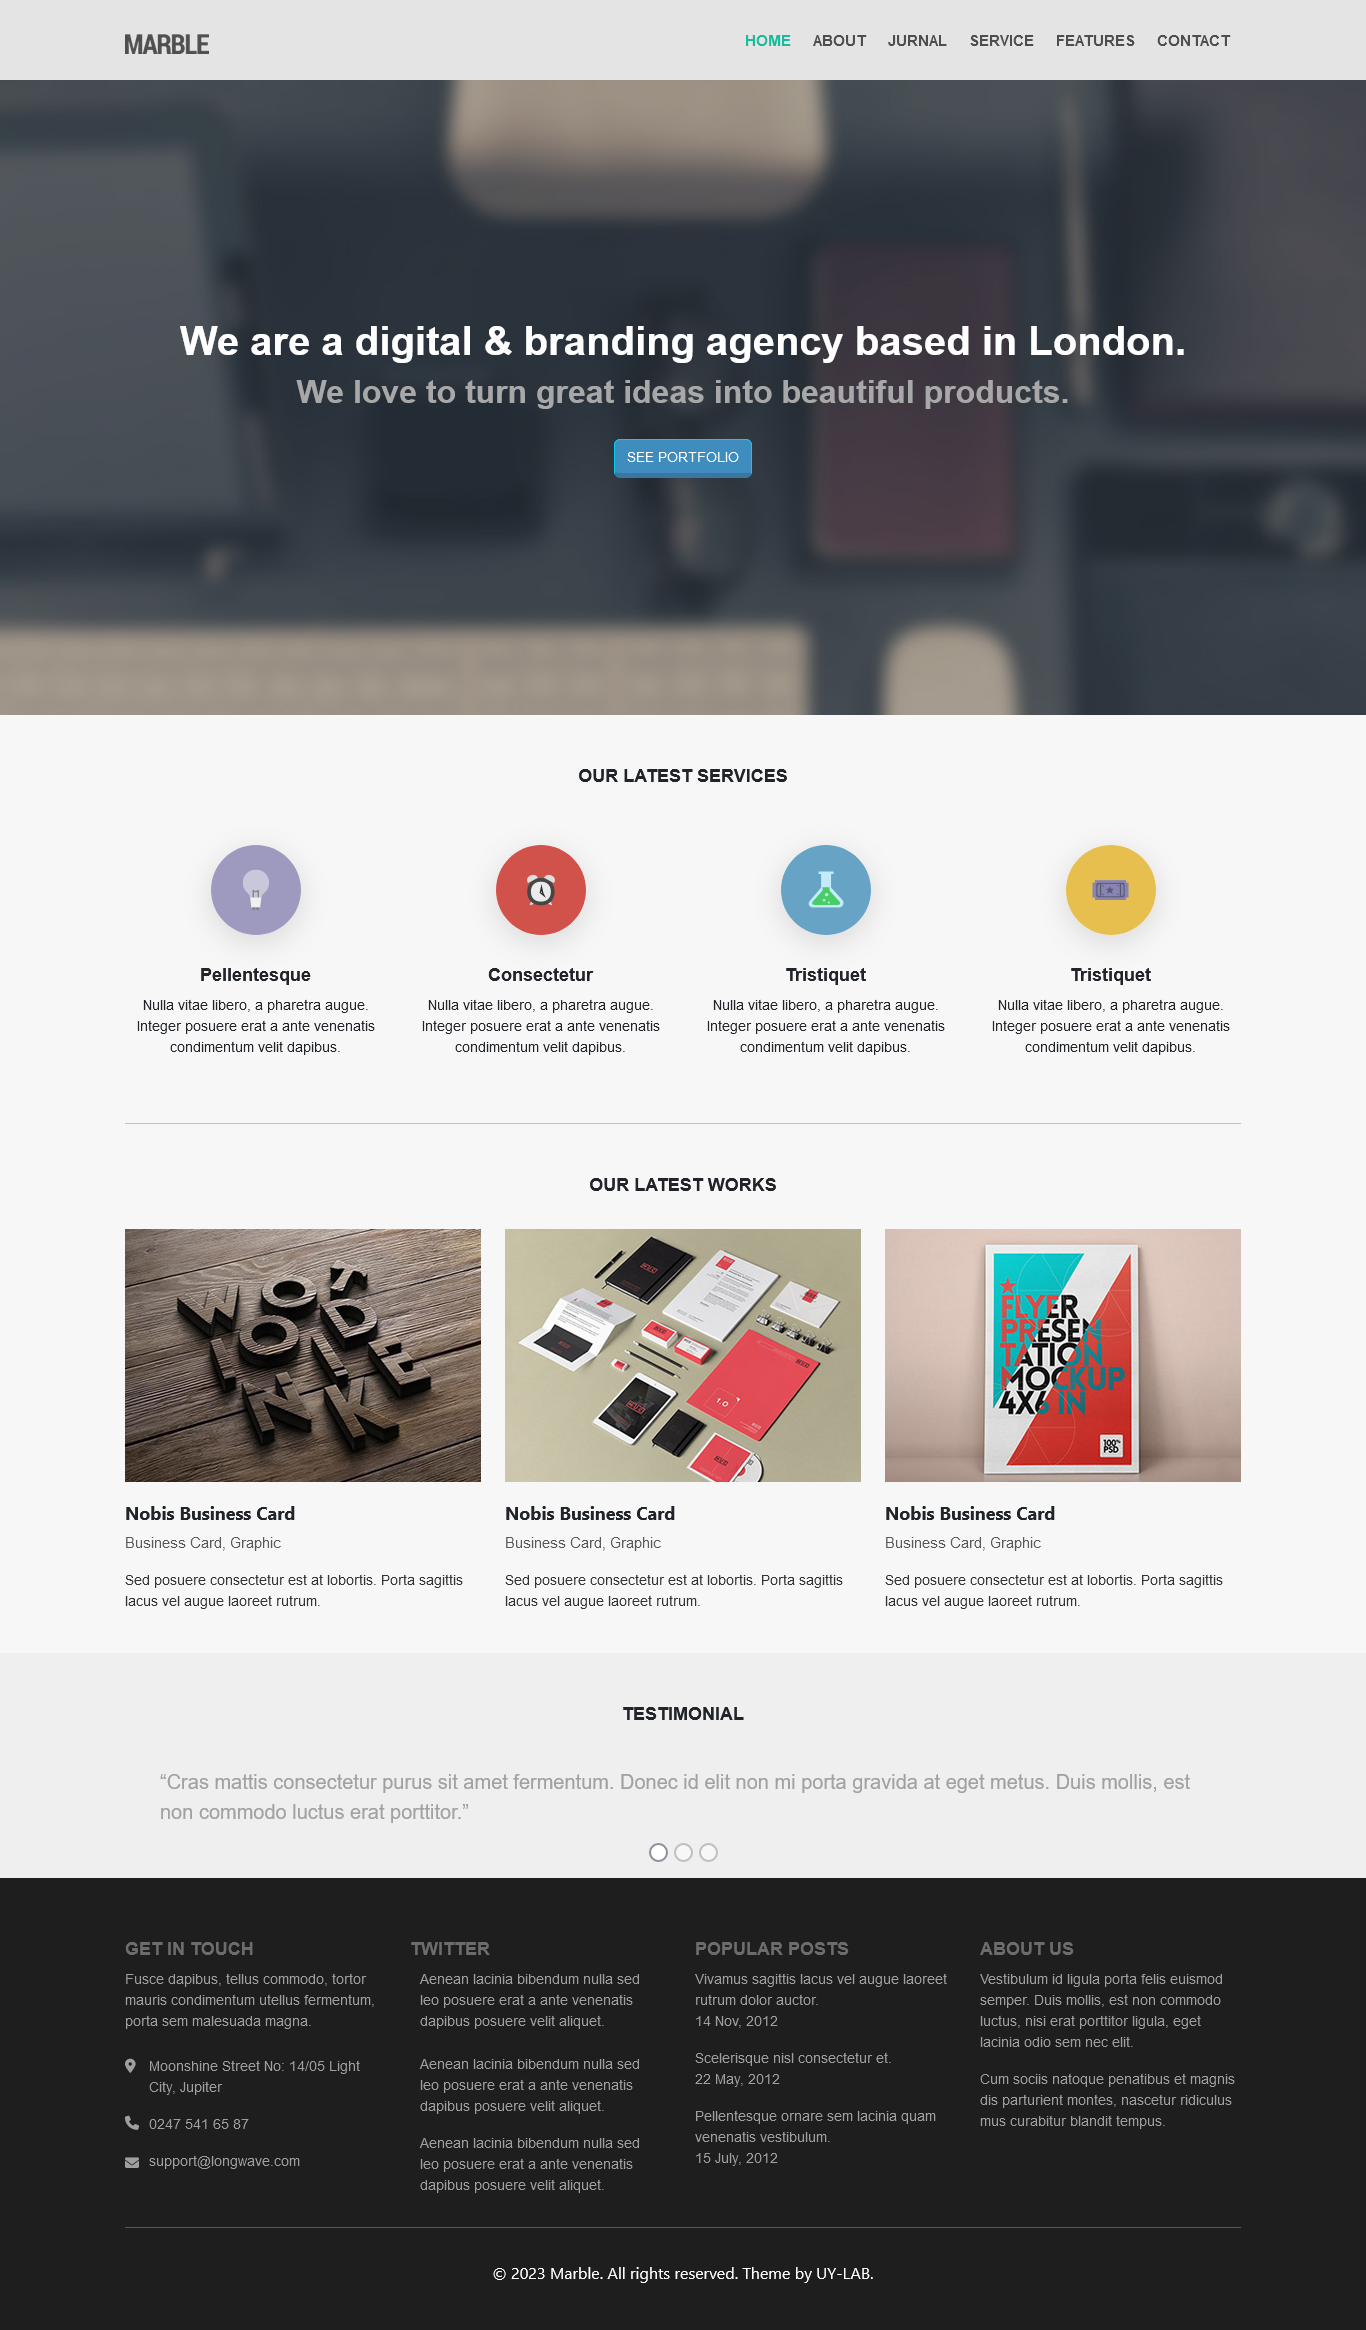 MARBLE
HOME ABOUT JURNAL SERVICE FEATURES CONTACT
We are a digital & branding agency based in London.
We love to turn great ideas into beautiful products.
SEE PORTFOLIO
OUR LATEST SERVICES
Pellentesque
Nulla vitae libero, a pharetra augue.
Integer posuere erat a ante venenatis
condimentum velit dapibus.
Consectetur
Nulla vitae libero, a pharetra augue.
Integer posuere erat a ante venenatis
condimentum velit dapibus.
Tristiquet
Nulla vitae libero, a pharetra augue.
Integer posuere erat a ante venenatis
condimentum velit dapibus.
Tristiquet
Nulla vitae libero, a pharetra augue.
Integer posuere erat a ante venenatis
condimentum velit dapibus.
OUR LATEST WORKS
FLYER
PRESEN
TATION
MOCKUP
4X6 IN
100%
PSD
Nobis Business Card
Business Card, Graphic
Sed posuere consectetur est at lobortis. Porta sagittis
lacus vel augue laoreet rutrum.
Nobis Business Card
Business Card, Graphic
Sed posuere consectetur est at lobortis. Porta sagittis
lacus vel augue laoreet rutrum.
Nobis Business Card
Business Card, Graphic
Sed posuere consectetur est at lobortis. Porta sagittis
lacus vel augue laoreet rutrum.
TESTIMONIAL
“Cras mattis consectetur purus sit amet fermentum. Donec id elit non mi porta gravida at eget metus. Duis mollis, est
non commodo luctus erat porttitor.”
GET IN TOUCH
Fusce dapibus, tellus commodo, tortor
mauris condimentum utellus fermentum,
porta sem malesuada magna.
Moonshine Street No: 14/05 Light
City, Jupiter
0247 541 65 87
support@longwave.com
TWITTER
Aenean lacinia bibendum nulla sed
leo posuere erat a ante venenatis
dapibus posuere velit aliquet.
Aenean lacinia bibendum nulla sed
leo posuere erat a ante venenatis
dapibus posuere velit aliquet.
Aenean lacinia bibendum nulla sed
leo posuere erat a ante venenatis
dapibus posuere velit aliquet.
POPULAR POSTS
Vivamus sagittis lacus vel augue laoreet
rutrum dolor auctor.
14 Nov, 2012
Scelerisque nisl consectetur et.
22 May, 2012
Pellentesque ornare sem lacinia quam
venenatis vestibulum.
15 July, 2012
ABOUT US
Vestibulum id ligula porta felis euismod
semper. Duis mollis, est non commodo
luctus, nisi erat porttitor ligula, eget
lacinia odio sem nec elit.
Cum sociis natoque penatibus et magnis
dis parturient montes, nascetur ridiculus
mus curabitur blandit tempus.
© 2023 Marble. All rights reserved. Theme by UY-LAB.